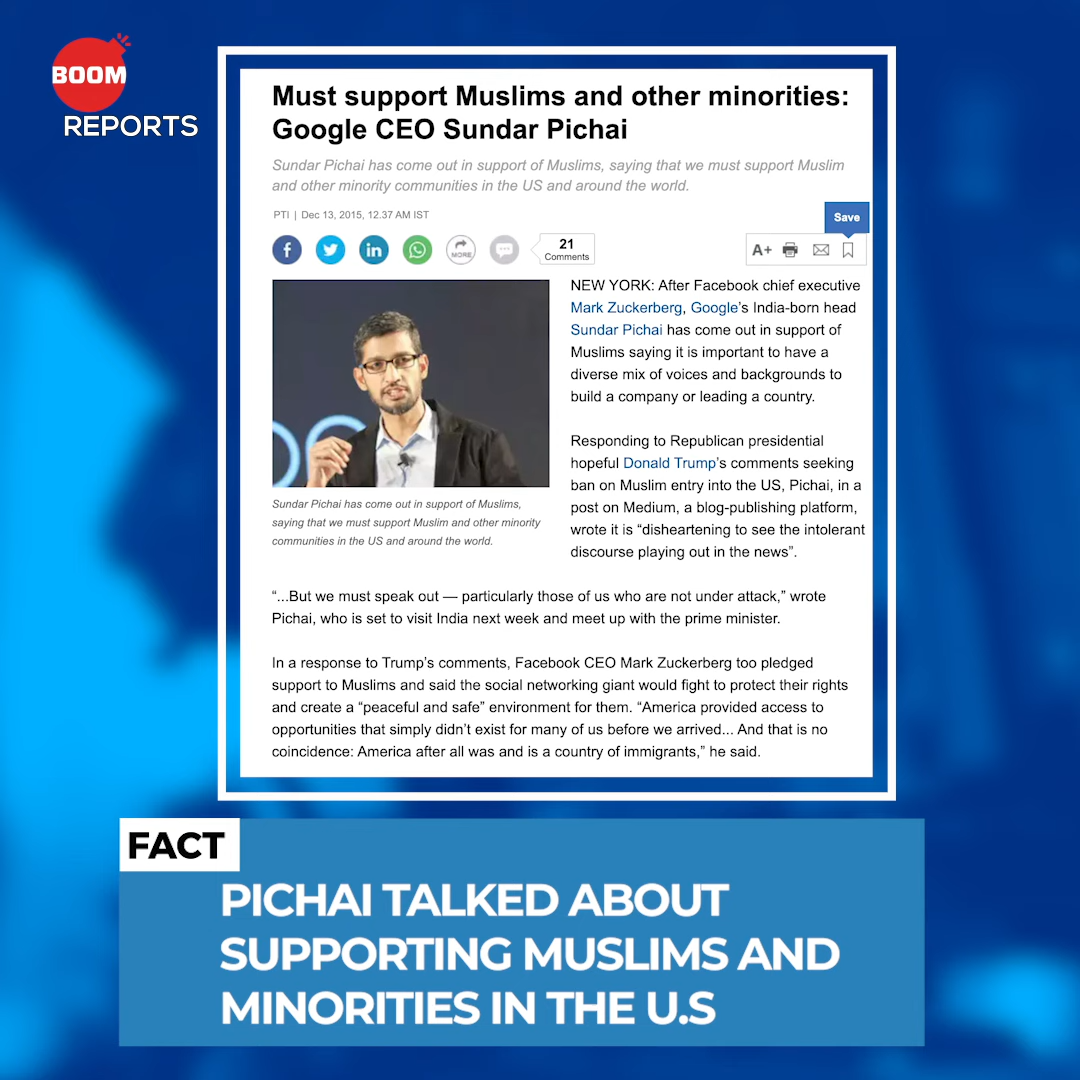 BOOM
REPORTS
Must support Muslims and other minorities:
Google CEO Sundar Pichai
Sundar Pichai has come out in support of Muslims, saying that we must support Muslim
and other minority communities in the US and around the world.
PTI | Dec 13, 2015, 12.37 AM IST
Save
f
in
MORE
21
Comments
A+
NEW YORK: After Facebook chief executive
Mark Zuckerberg, Google's India-born head
Sundar Pichai has come out in support of
Muslims saying it is important to have a
diverse mix of voices and backgrounds to
build a company or leading a country.
Responding to Republican presidential
hopeful Donald Trump's comments seeking
ban on Muslim entry into the US, Pichai, in a
post on Medium, a blog-publishing platform,
wrote it is “disheartening to see the intolerant
discourse playing out in the news”.
Sundar Pichai has come out in support of Muslims,
saying that we must support Muslim and other minority
communities in the US and around the world.
“...But we must speak out — particularly those of us who are not under attack,” wrote
Pichai, who is set to visit India next week and meet up with the prime minister.
In a response to Trump's comments, Facebook CEO Mark Zuckerberg too pledged
support to Muslims and said the social networking giant would fight to protect their rights
and create a “peaceful and safe” environment for them. “America provided access to
opportunities that simply didn't exist for many of us before we arrived... And that is no
coincidence: America after all was and is a country of immigrants,” he said.
FACT
PICHAI TALKED ABOUT
SUPPORTING MUSLIMS AND
MINORITIES IN THE U.S